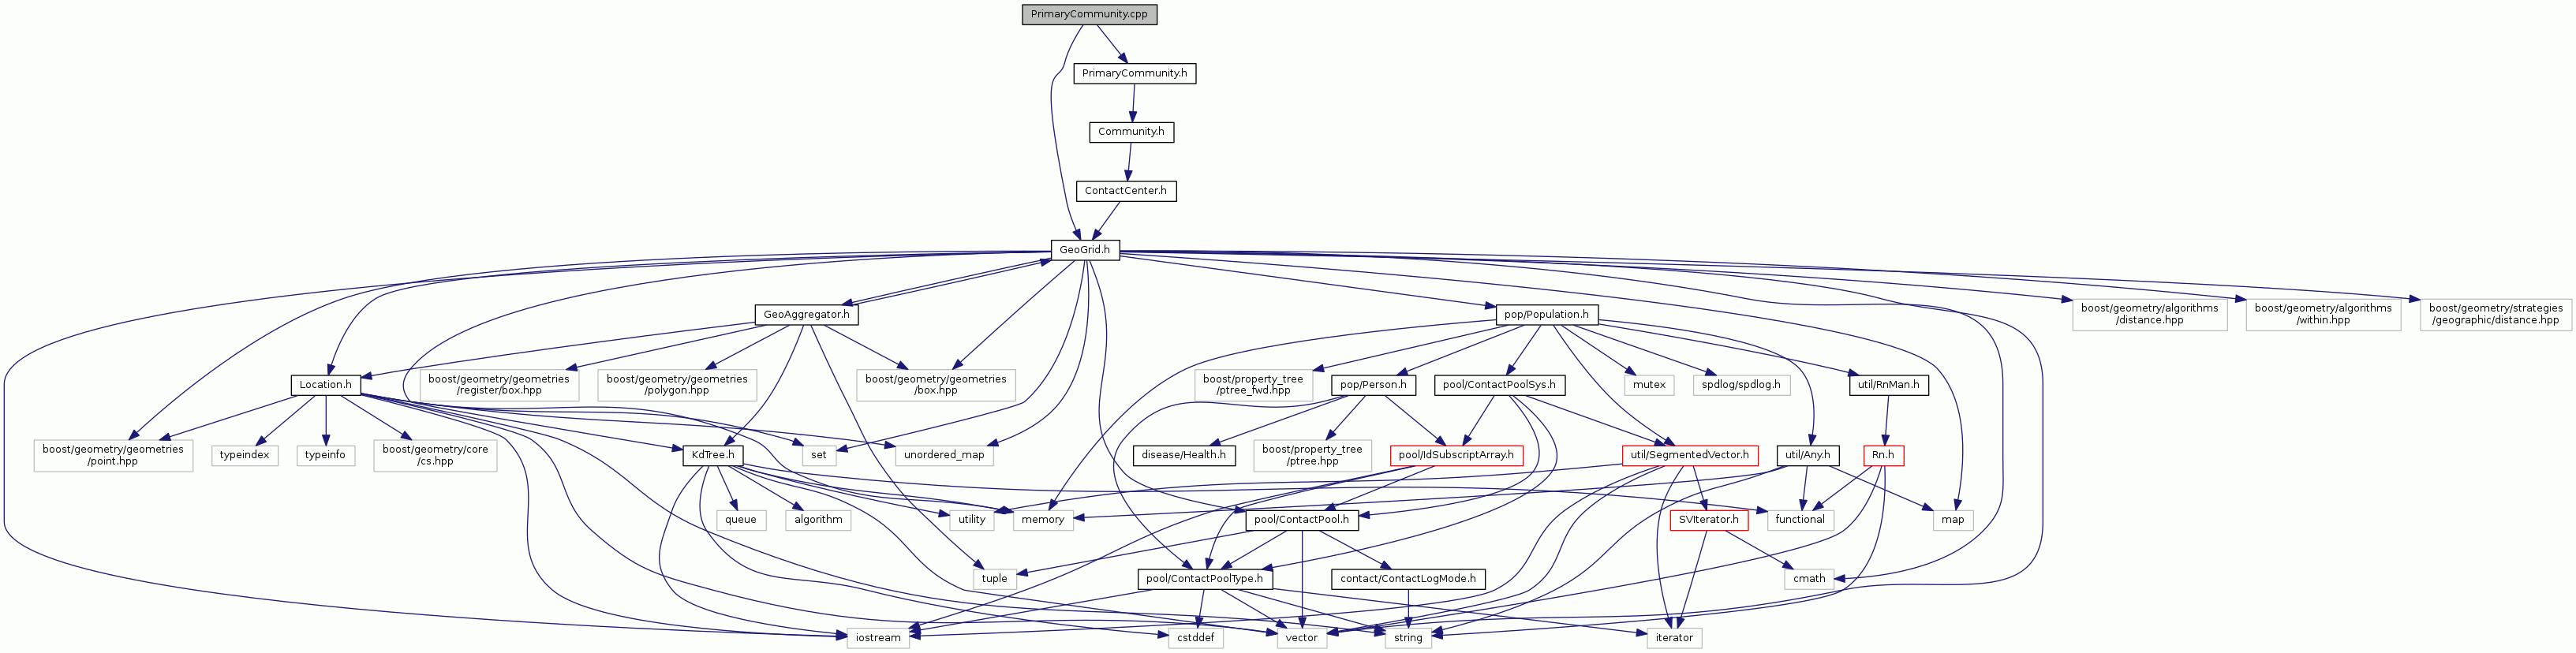 PrimaryCommunity.cpp
PrimaryCommunity.h
Community.h
ContactCenter.h
GeoGrid.h
GeoAggregator.h
pop/Population.h
boost/geometry/algorithms
/distance.hpp
boost/geometry/algorithms
/within.hpp
boost/geometry/strategies
/geographic/distance.hpp
Location.h
boost/geometry/geometries
/register/box.hpp
boost/geometry/geometries
/polygon.hpp
boost/geometry/geometries
/box.hpp
boost/property_tree
/ptree_fwd.hpp
pop/Person.h
pool/ContactPoolSys.h
mutex
spdlog/spdlog.h
util/RnMan.h
boost/geometry/geometries
/point.hpp
typeindex
typeinfo
boost/geometry/core
/cs.hpp
KdTree.h
set
unordered_map
disease/Health.h
boost/property_tree
/ptree.hpp
pool/IdSubscriptArray.h
util/SegmentedVector.h
util/Any.h
Rn.h
queue
algorithm
utility
memory
pool/ContactPool.h
SVIterator.h
functional
map
tuple
pool/ContactPoolType.h
contact/ContactLogMode.h
cmath
iostream
cstddef
vector
string
iterator